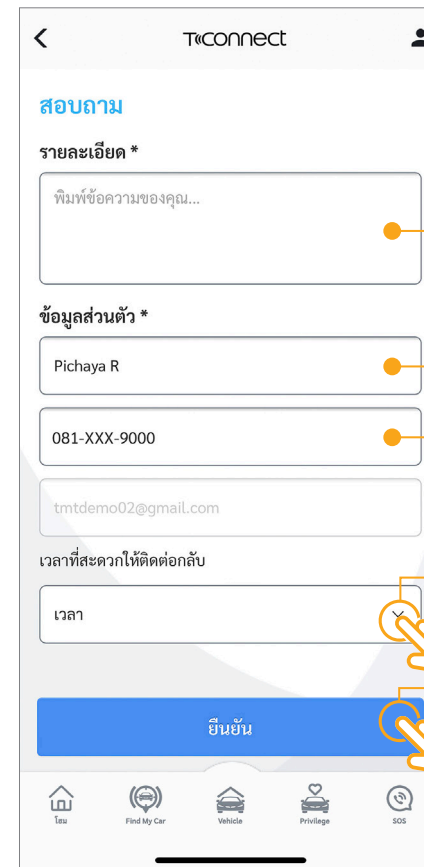 T«connect
สอบถาม
รายละเอียด *
พิมพ์ข้อความของคุณ...
ข้อมูลส่วนตัว *
Pichaya R
081-XXX-9000
tmtdemo02@gmail.com
เวลาที่สะดวกให้ติดต่อกลับ
เวลา
ยืนยัน
โฮม Find My Car Vehicle Privilege SOS